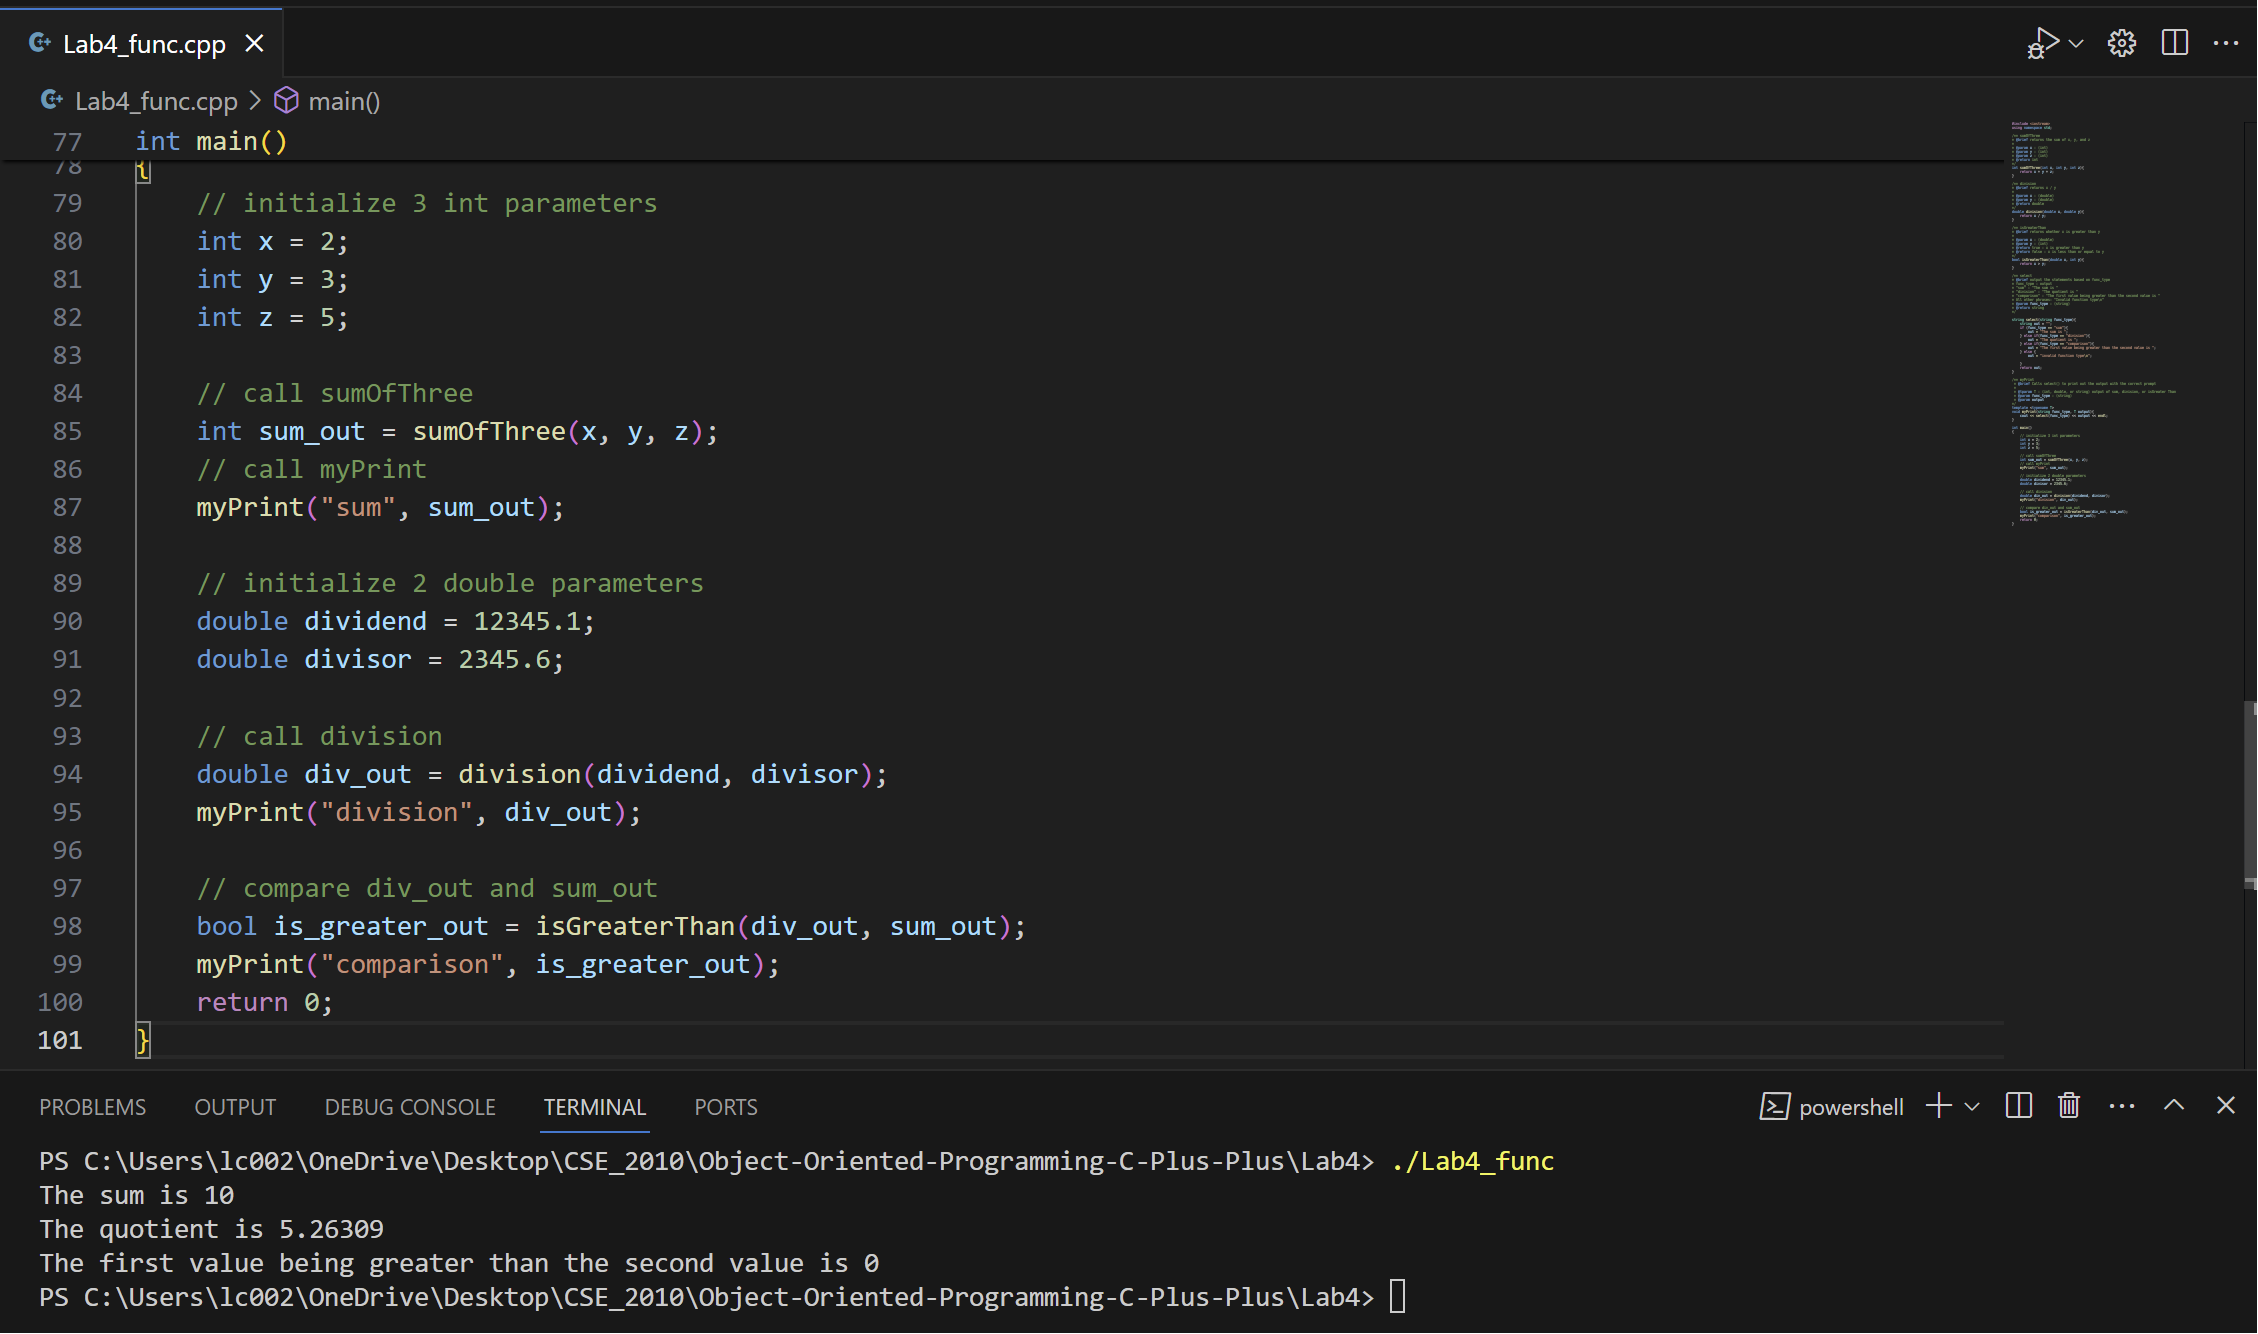 Lab4_func.cpp
Lab4_func.cpp > main()
77 int main()
78 {
79 // initialize 3 int parameters
80 int x = 2;
81 int y = 3;
82 int z = 5;
83
84 // call sumOfThree
85 int sum_out = sumOfThree(x, y, z);
86 // call myPrint
87 myPrint("sum", sum_out);
88
89 // initialize 2 double parameters
90 double dividend = 12345.1;
91 double divisor = 2345.6;
92
93 // call division
94 double div_out = division(dividend, divisor);
95 myPrint("division", div_out);
96
97 // compare div_out and sum_out
98 bool is_greater_out = isGreaterThan(div_out, sum_out);
99 myPrint("comparison", is_greater_out);
100 return 0;
101 }
PROBLEMS OUTPUT DEBUG CONSOLE TERMINAL PORTS powershell
PS C:\Users\lc002\OneDrive\Desktop\CSE_2010\Object-Oriented-Programming-C-Plus-Plus\Lab4> ./Lab4_func
The sum is 10
The quotient is 5.26309
The first value being greater than the second value is 0
PS C:\Users\lc002\OneDrive\Desktop\CSE_2010\Object-Oriented-Programming-C-Plus-Plus\Lab4>